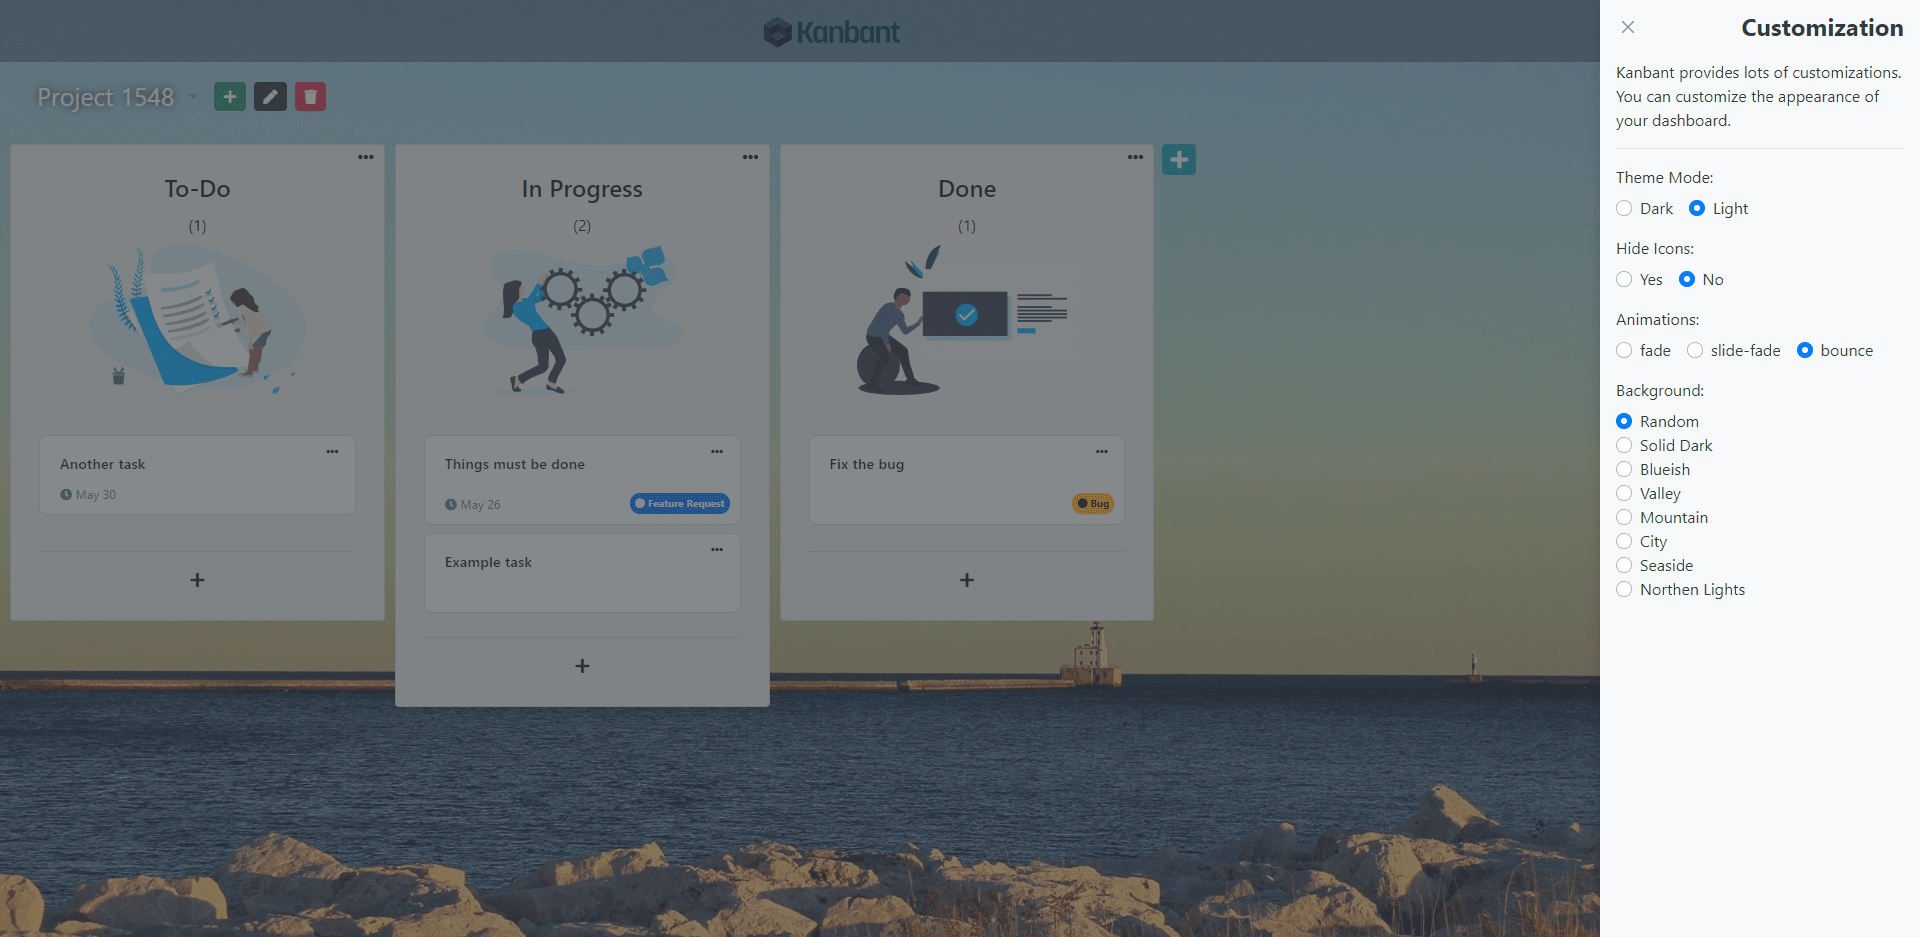 Kanbant
Project 1548
To-Do
(1)
Another task
May 30
In Progress
(2)
Things must be done
May 26
Feature Request
Example task
Done
(1)
Fix the bug
Bug
Customization
Kanbant provides lots of customizations.
You can customize the appearance of
your dashboard.
Theme Mode:
Dark Light
Hide Icons:
Yes No
Animations:
fade slide-fade bounce
Background:
Random
Solid Dark
Blueish
Valley
Mountain
City
Seaside
Northen Lights